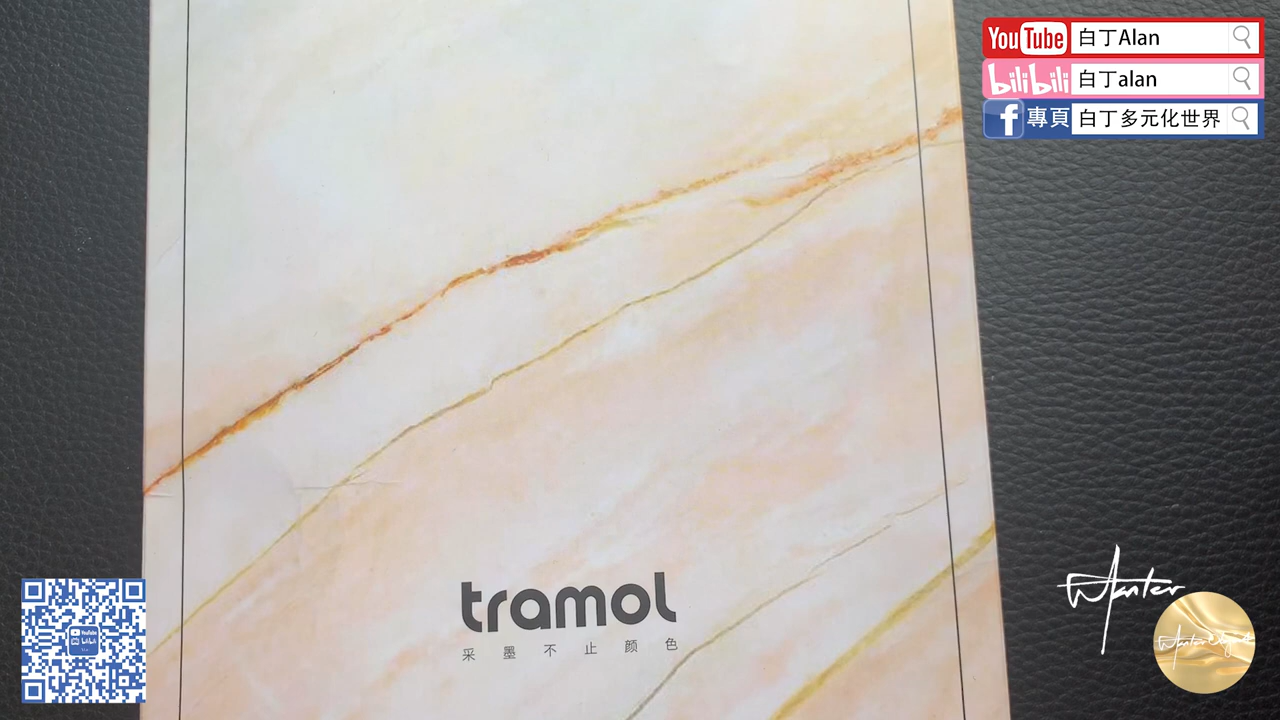 YouTube 白丁Alan
bilibili 白丁alan
f 專頁 白丁多元化世界
tramol
采墨不止颜色
Wanter